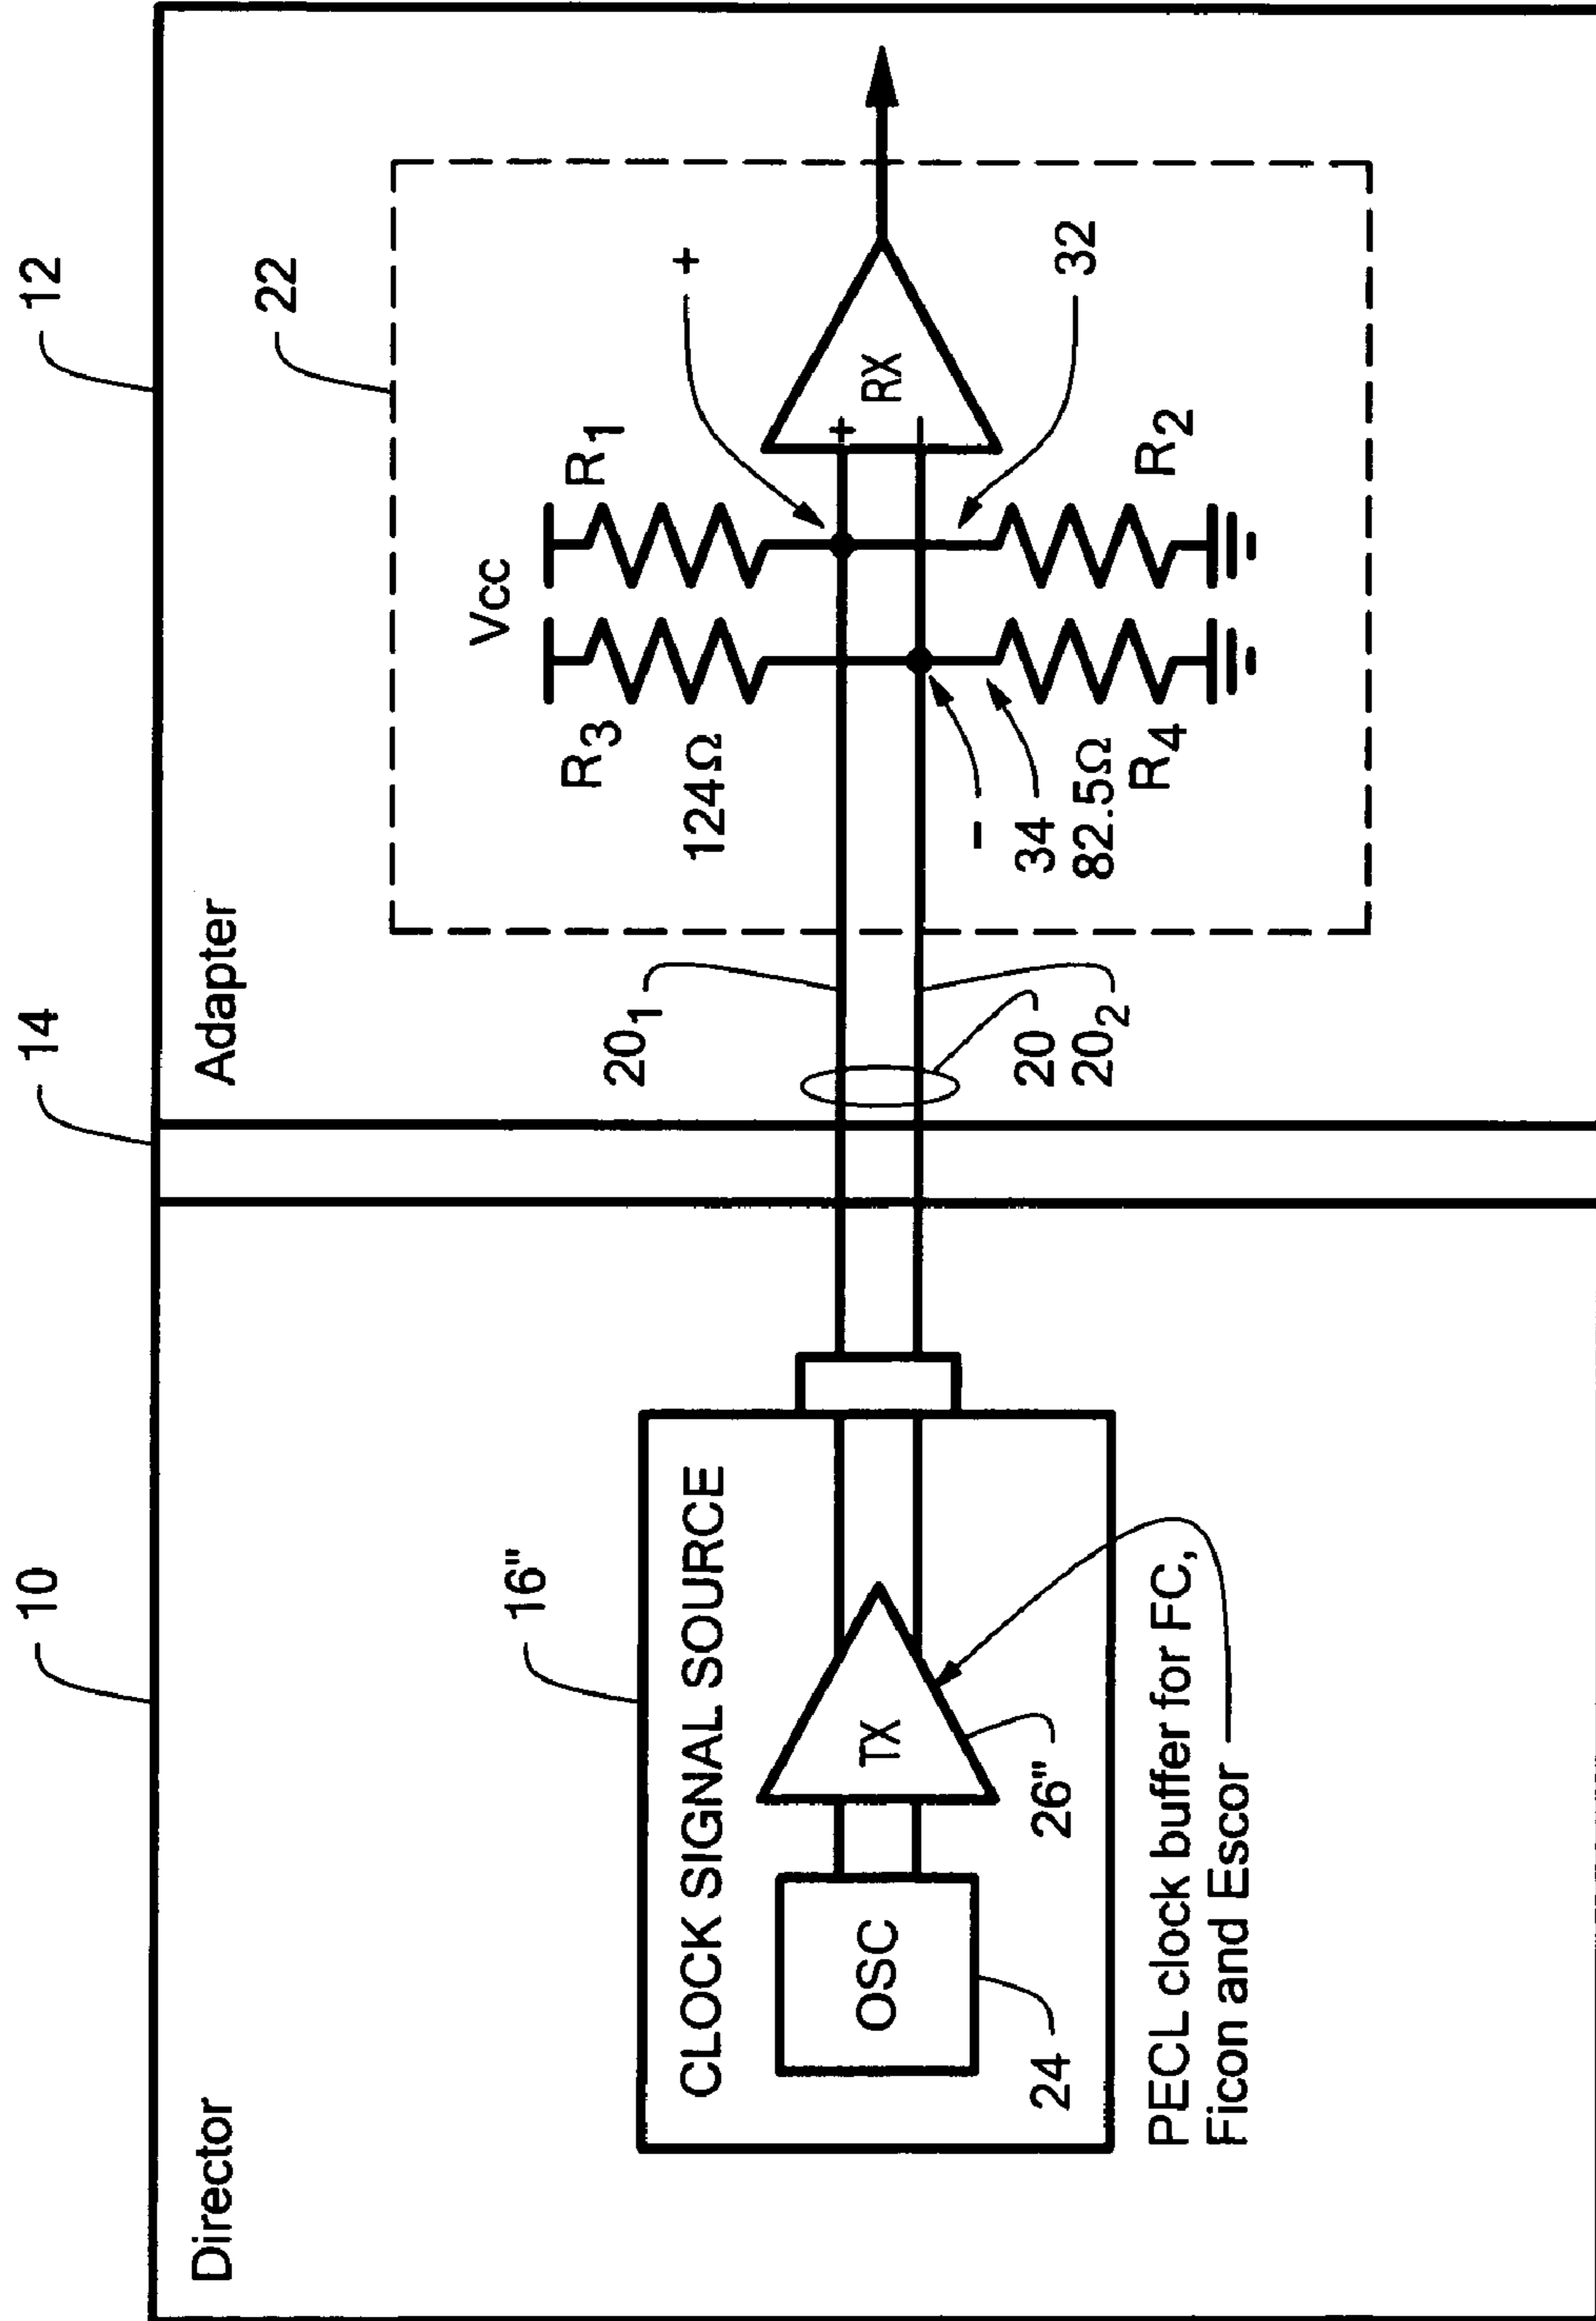 10
14
12
Director
Adapter
22
16"
CLOCK SIGNAL SOURCE
OSC
TX
24
26"
PECL clock buffer for FC,
Ficon and Escor
20₁
20
20₂
Vcc
R₃
R₁
124Ω
+
+
-
RX
-
34
32
82.5Ω
R₄
R₂